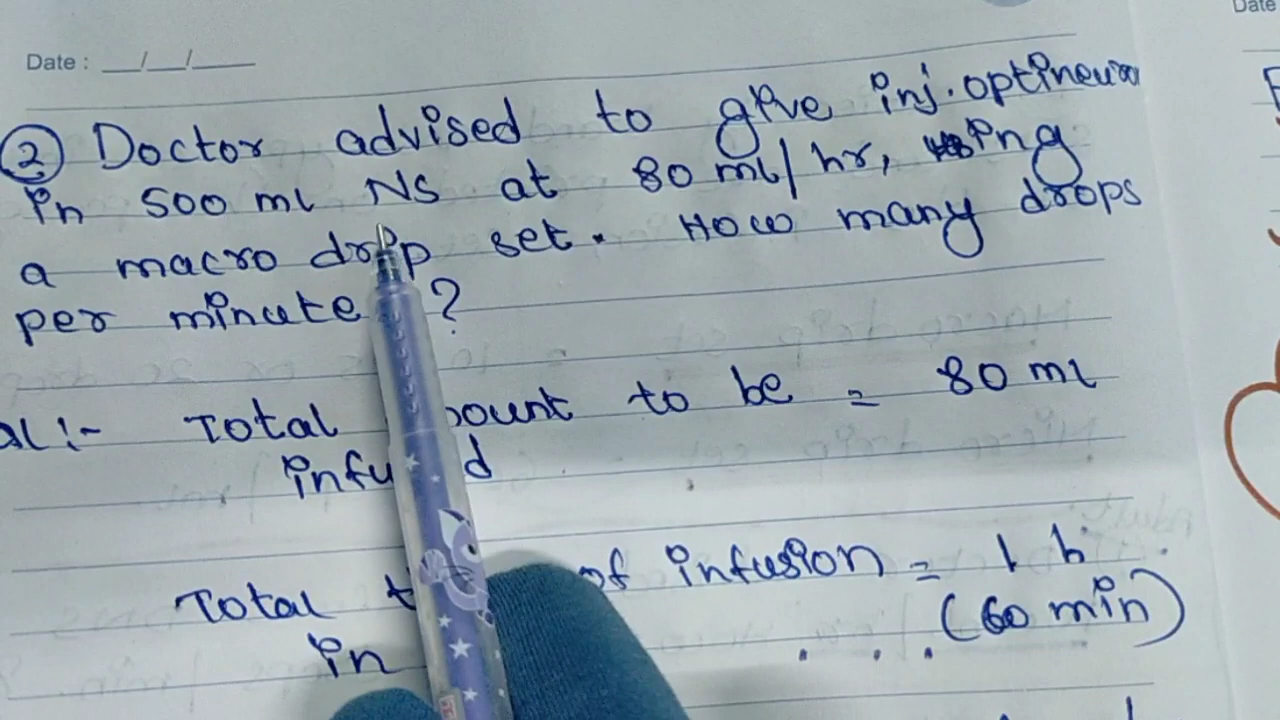 Date : __/__/____
Date
② Doctor advised to give inj. optineuron
in 500 ml NS at 80 ml/hr, using
a macro drip set. How many drops
per minute ?
Total to be = 80 ml
Total of infusion = 1 h
in (60 min)